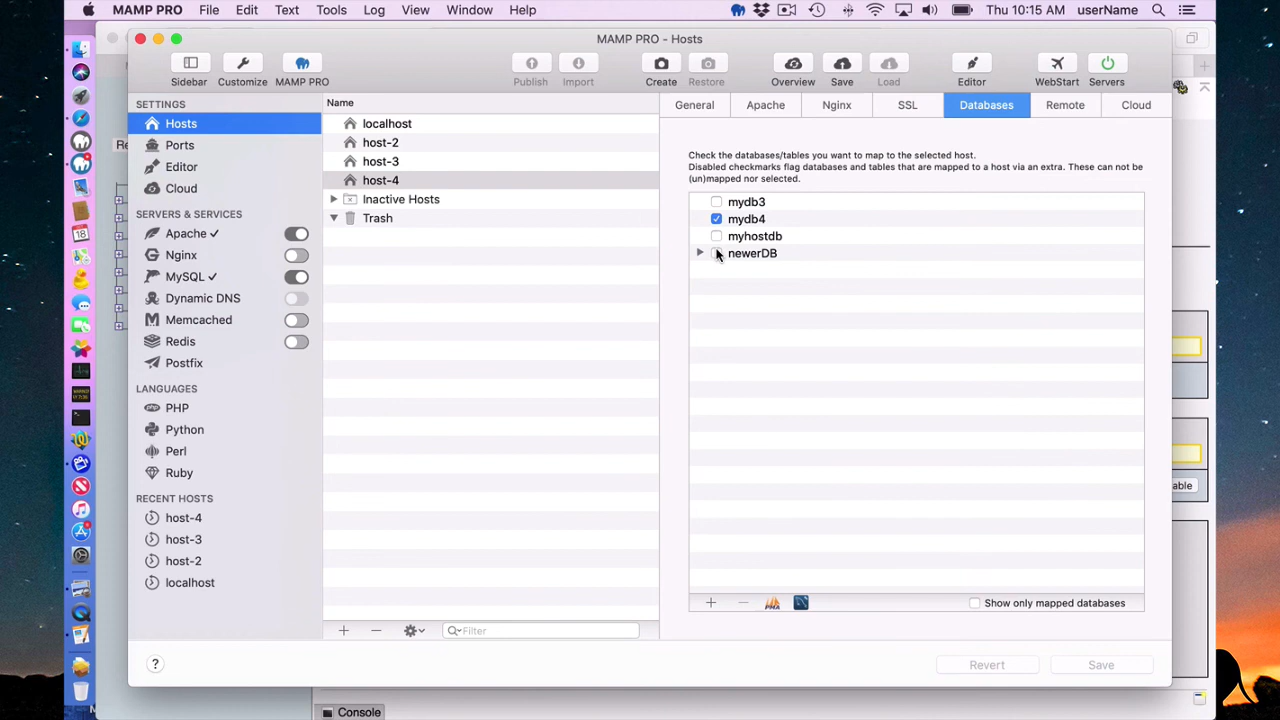 MAMP PRO File Edit Text Tools Log View Window Help Thu 10:15 AM userName
MAMP PRO - Hosts
Sidebar Customize MAMP PRO Publish Import Create Restore Overview Save Load Editor WebStart Servers
SETTINGS
Hosts
Ports
Editor
Cloud
SERVERS & SERVICES
Apache ✓
Nginx
MySQL ✓
Dynamic DNS
Memcached
Redis
Postfix
LANGUAGES
PHP
Python
Perl
Ruby
RECENT HOSTS
host-4
host-3
host-2
localhost
Name
localhost
host-2
host-3
host-4
Inactive Hosts
Trash
Filter
General Apache Nginx SSL Databases Remote Cloud
Check the databases/tables you want to map to the selected host.
Disabled checkmarks flag databases and tables that are mapped to a host via an extra. These can not be
(un)mapped nor selected.
mydb3
mydb4
myhostdb
newerDB
Show only mapped databases
? Revert Save
Re
able
Console